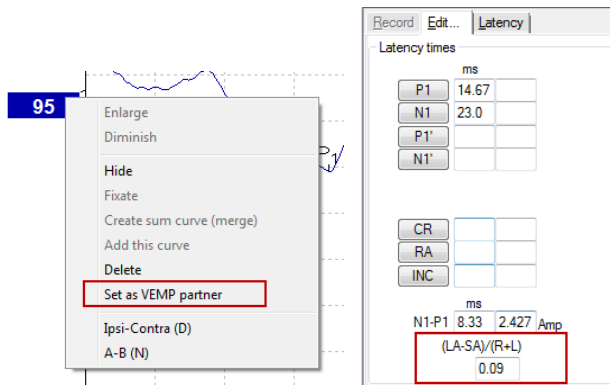 95
Enlarge
Diminish
Hide
Fixate
Create sum curve (merge)
Add this curve
Delete
Set as VEMP partner
Ipsi-Contra (D)
A-B (N)
Record Edit... Latency
Latency times
ms
P1 14.67
N1 23.0
P1'
N1'
CR
RA
INC
ms
N1-P1 8.33 2.427 Amp
(LA-SA)/(R+L)
0.09